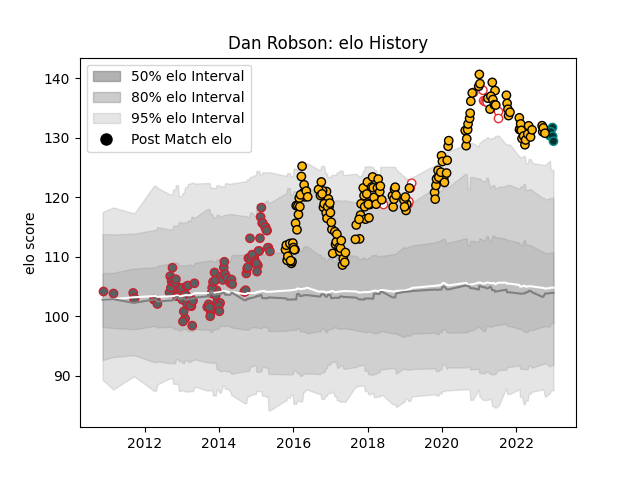 Dan Robson: elo History
50% elo Interval
80% elo Interval
95% elo Interval
Post Match elo
elo score
140
130
120
110
100
90
2012
2014
2016
2018
2020
2022